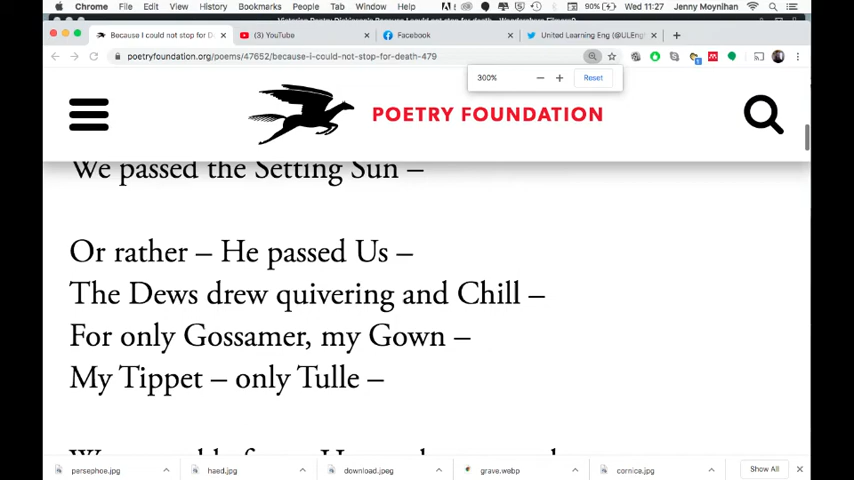 Chrome File Edit View History Bookmarks People Tab Window Help 90% Wed 11:27 Jenny Moynihan
Because I could not stop for D (3) YouTube Facebook United Learning Eng (@ULEng
poetryfoundation.org/poems/47652/because-i-could-not-stop-for-death-479
300% Reset
POETRY FOUNDATION
We passed the Setting Sun –
Or rather – He passed Us –
The Dews drew quivering and Chill –
For only Gossamer, my Gown –
My Tippet – only Tulle –
persephoe.jpg haed.jpg download.jpeg grave.webp cornice.jpg Show All